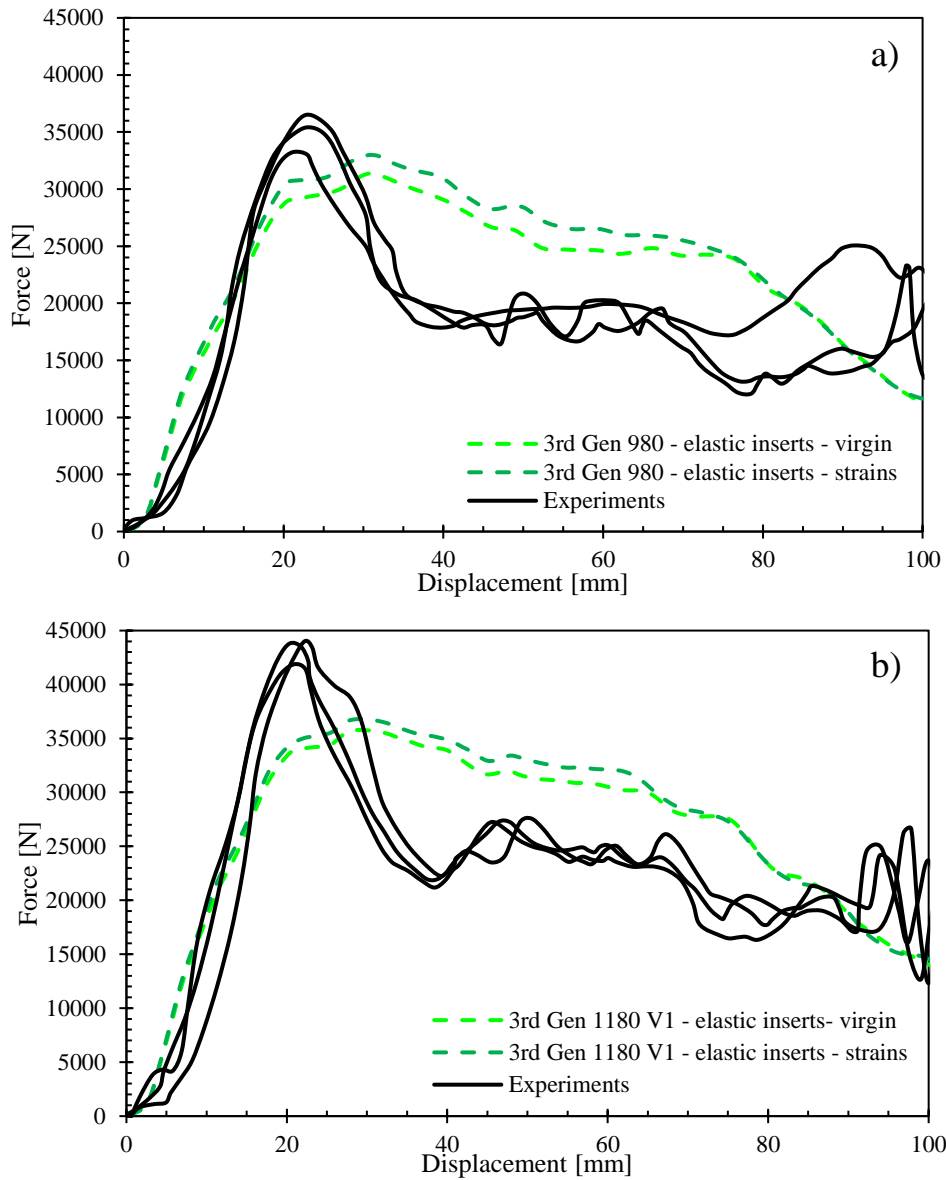 a)
45000
40000
35000
30000
25000
20000
15000
10000
5000
0
Force [N]
3rd Gen 980 - elastic inserts - virgin
3rd Gen 980 - elastic inserts - strains
Experiments
0 20 40 60 80 100
Displacement [mm]
b)
45000
40000
35000
30000
25000
20000
15000
10000
5000
0
Force [N]
3rd Gen 1180 V1 - elastic inserts- virgin
3rd Gen 1180 V1 - elastic inserts - strains
Experiments
0 20 40 60 80 100
Displacement [mm]